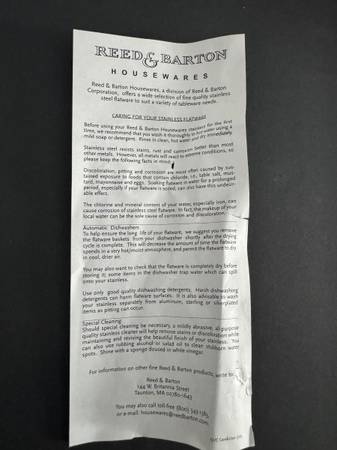 REED & BARTON
HOUSEWARES
Reed & Barton Housewares, a division of Reed & Barton
Corporation, offers a wide selection of fine quality stainless
steel flatware to suit a variety of tableware needs.
CARING FOR YOUR STAINLESS FLATWARE
Before using your Reed & Barton Housewares stainless for the first
time, we recommend that you wash it thoroughly in hot water using a
mild soap or detergent. Rinse in clear, hot water and dry immediately.
Stainless steel resists stains, rust and corrosion better than most
other metals. However, all metals will react to extreme conditions, so
please keep the following facts in mind.
Discoloration, pitting and corrosion are most often caused by sus-
tained exposure to foods that contain chlorides, i.e., table salt, mus-
tard, mayonnaise and eggs. Soaking flatware in water for a prolonged
period, especially if your flatware is soiled, can also have this undesir-
able effect.
The chlorine and mineral content of your water, especially iron, can
cause corrosion of stainless steel flatware. In fact, the makeup of your
local water can be the sole cause of corrosion and discoloration.
Automatic Dishwashers
To help ensure the long life of your flatware, we suggest you remove
the flatware baskets from your dishwasher shortly after the drying
cycle is complete. This will decrease the amount of time the flatware
spends in a very hot/moist atmosphere, and permit the flatware to dry
in cool, drier air.
You may also want to check that the flatware is completely dry before
storing it; some items in the dishwasher trap water which can spill
onto your stainless.
Use only good quality dishwashing detergents. Harsh dishwashing
detergents can harm flatware surfaces. It is also advisable to wash
your stainless separately from aluminum, sterling or silverplated
items as pitting can occur.
Special Cleaning
Should special cleaning be necessary, a mildly abrasive, all purpose
quality stainless cleaner will help remove stains or discoloration while
maintaining and reviving the beautiful finish of your stainless. You
can also use rubbing alcohol or salad oil to clean stubborn water
spots. Shine with a sponge doused in white vinegar.
For information on other fine Reed & Barton products, write to:
Reed & Barton
144 W. Britannia Street
Taunton, MA 02780-1643
You may also call toll-free (800) 343-1383
or e-mail: housewares@reedbarton.com